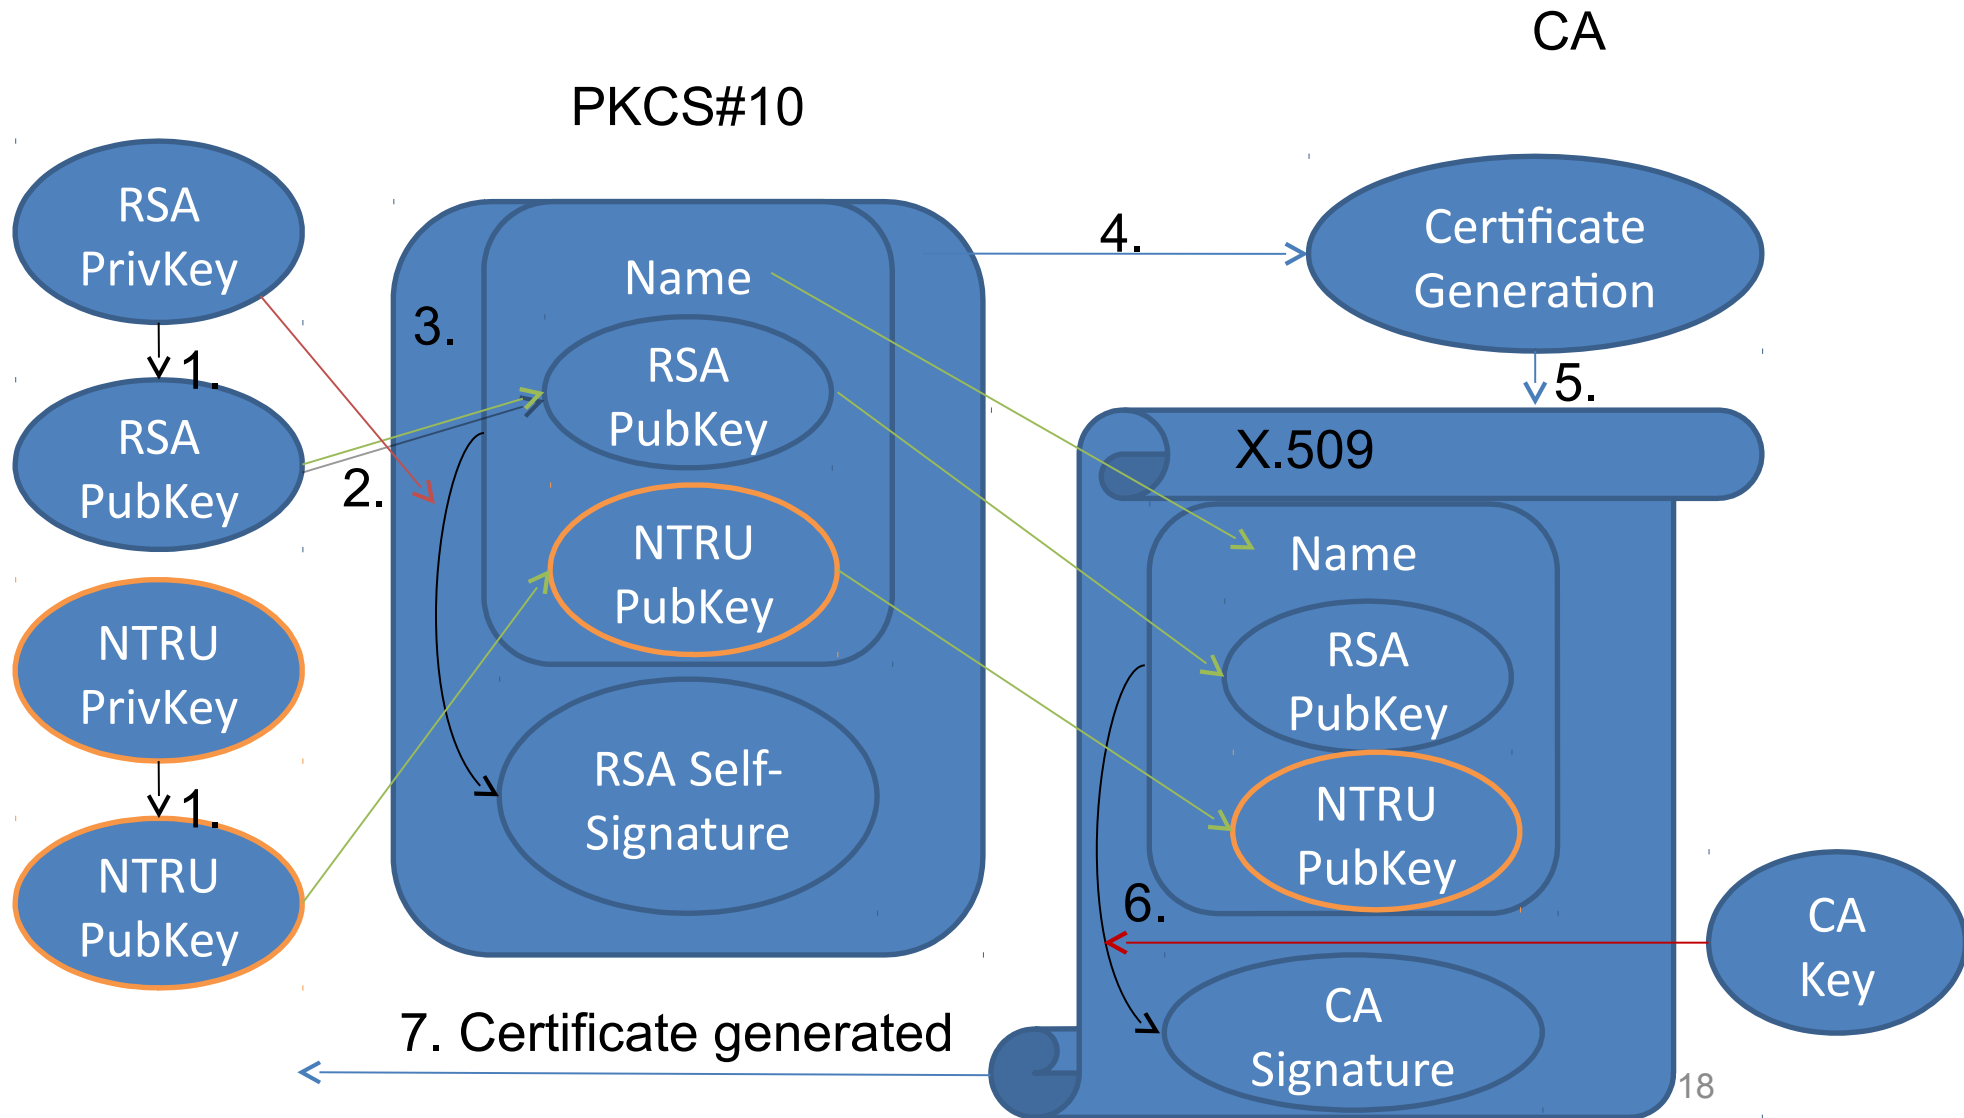 CA
PKCS#10
RSA
PrivKey
1.
RSA
PubKey
2.
NTRU
PrivKey
1.
NTRU
PubKey
3.
Name
RSA
PubKey
NTRU
PubKey
RSA Self-
Signature
4.
Certificate
Generation
5.
X.509
Name
RSA
PubKey
NTRU
PubKey
6.
CA
Signature
CA
Key
7. Certificate generated
18